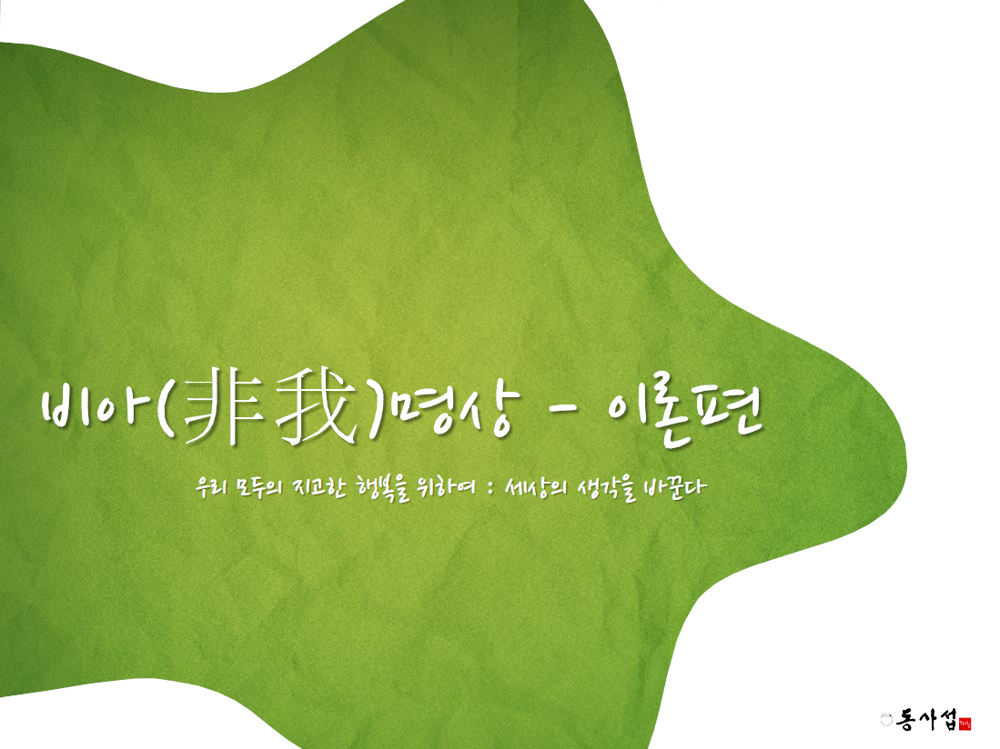 비아(非我)명상 - 이론편
우리 모두의 지고한 행복을 위하여 : 세상의 생각을 바꾼다
동사섭